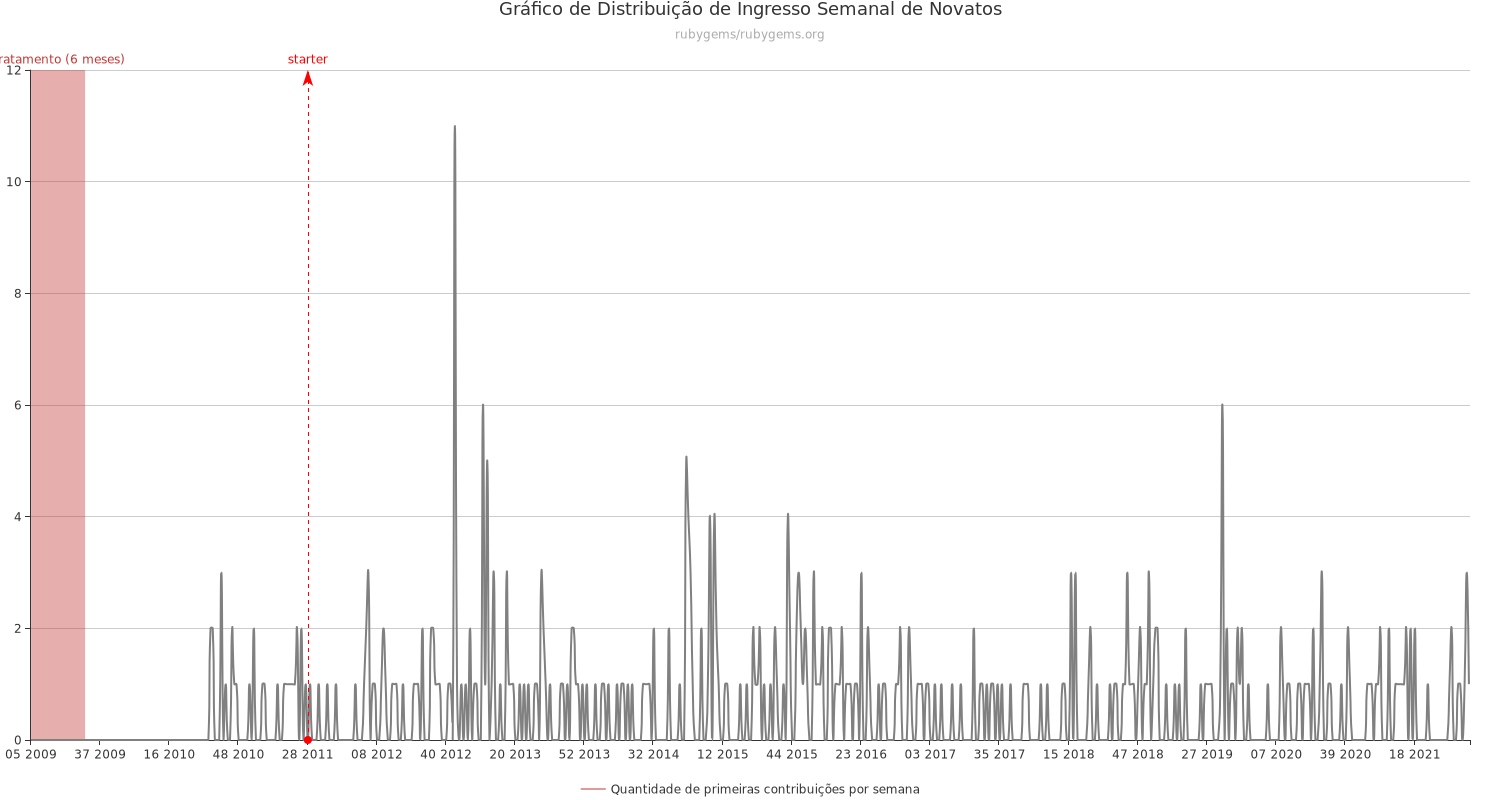 Gráfico de Distribuição de Ingresso Semanal de Novatos
rubygems/rubygems.org
ratamento (6 meses)
starter
12
10
8
6
4
2
0
05 2009 37 2009 16 2010 48 2010 28 2011 08 2012 40 2012 20 2013 52 2013 32 2014 12 2015 44 2015 23 2016 03 2017 35 2017 15 2018 47 2018 27 2019 07 2020 39 2020 18 2021
Quantidade de primeiras contribuições por semana